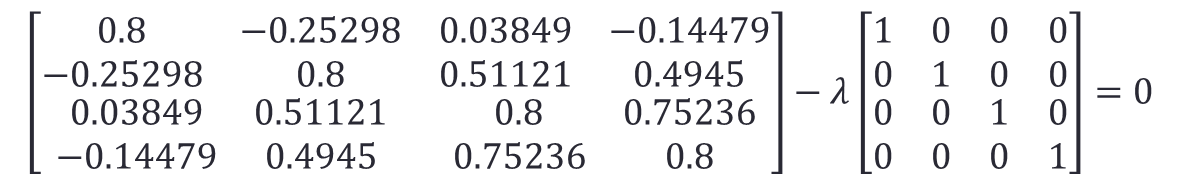 [ 0.8 −0.25298 0.03849 −0.14479 ] [ 1 0 0 0 ]
[ −0.25298 0.8 0.51121 0.4945 ] − λ [ 0 1 0 0 ] = 0
[ 0.03849 0.51121 0.8 0.75236 ] [ 0 0 1 0 ]
[ −0.14479 0.4945 0.75236 0.8 ] [ 0 0 0 1 ]